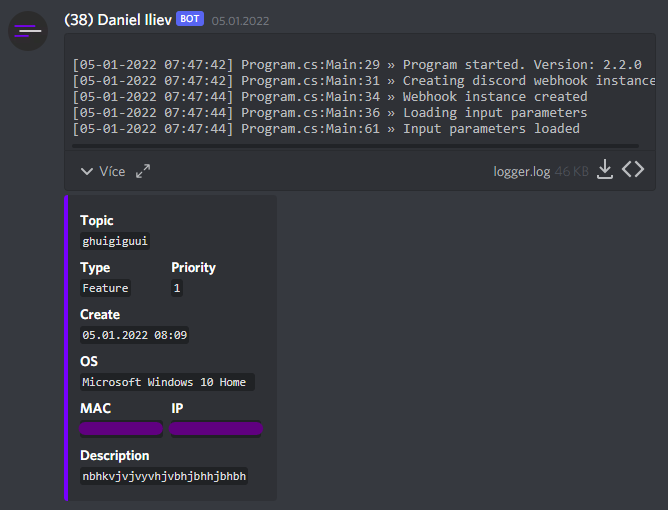 (38) Daniel Iliev BOT 05.01.2022
[05-01-2022 07:47:42] Program.cs:Main:29 » Program started. Version: 2.2.0
[05-01-2022 07:47:42] Program.cs:Main:31 » Creating discord webhook instance
[05-01-2022 07:47:44] Program.cs:Main:34 » Webhook instance created
[05-01-2022 07:47:44] Program.cs:Main:36 » Loading input parameters
[05-01-2022 07:47:44] Program.cs:Main:61 » Input parameters loaded
Více logger.log 46 KB
Topic
ghuigiguui
Type Priority
Feature 1
Create
05.01.2022 08:09
OS
Microsoft Windows 10 Home
MAC IP
Description
nbhkvjvjvyvhjvbhjbhhjbhbh